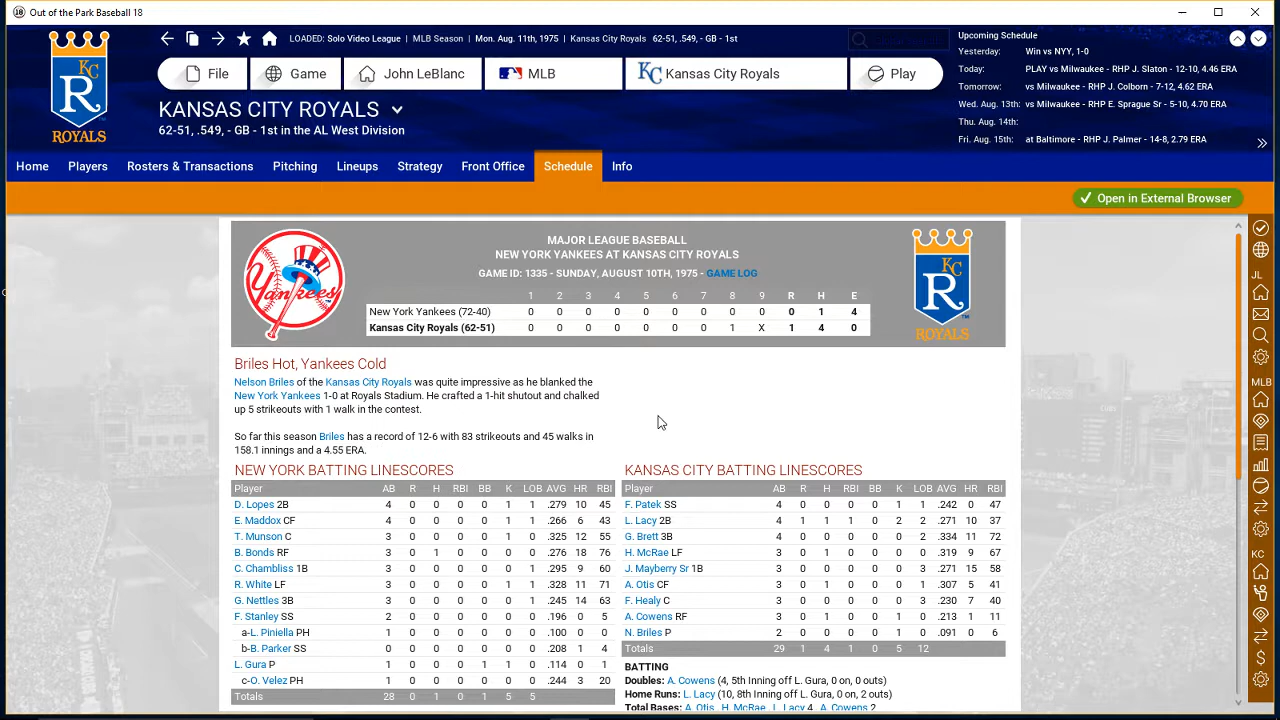 Out of the Park Baseball 18
LOADED: Solo Video League | MLB Season | Mon. Aug. 11th, 1975 | Kansas City Royals 62-51, .549, - GB - 1st
File
Game
John LeBlanc
MLB
Kansas City Royals
Play
KANSAS CITY ROYALS
62-51, .549, - GB - 1st in the AL West Division
Upcoming Schedule
Yesterday: Win vs NYY, 1-0
Today: PLAY vs Milwaukee - RHP J. Slaton - 12-10, 4.46 ERA
Tomorrow: vs Milwaukee - RHP J. Colborn - 7-12, 4.62 ERA
Wed. Aug. 13th: vs Milwaukee - RHP E. Sprague Sr - 5-10, 4.70 ERA
Thu. Aug. 14th:
Fri. Aug. 15th: at Baltimore - RHP J. Palmer - 14-8, 2.79 ERA
KC
R
ROYALS
Home Players Rosters & Transactions Pitching Lineups Strategy Front Office Schedule Info
Open in External Browser
MAJOR LEAGUE BASEBALL
NEW YORK YANKEES AT KANSAS CITY ROYALS
GAME ID: 1335 - SUNDAY, AUGUST 10TH, 1975 - GAME LOG
Yankees
KC
R
ROYALS
1 2 3 4 5 6 7 8 9 R H E
New York Yankees (72-40) 0 0 0 0 0 0 0 0 0 0 1 4
Kansas City Royals (62-51) 0 0 0 0 0 0 0 1 X 1 4 0
Briles Hot, Yankees Cold
Nelson Briles of the Kansas City Royals was quite impressive as he blanked the
New York Yankees 1-0 at Royals Stadium. He crafted a 1-hit shutout and chalked
up 5 strikeouts with 1 walk in the contest.
So far this season Briles has a record of 12-6 with 83 strikeouts and 45 walks in
158.1 innings and a 4.55 ERA.
NEW YORK BATTING LINESCORES
Player AB R H RBI BB K LOB AVG HR RBI
D. Lopes 2B 4 0 0 0 0 1 1 .279 10 45
E. Maddox CF 4 0 0 0 0 1 1 .266 6 43
T. Munson C 3 0 0 0 0 1 0 .323 12 55
B. Bonds RF 3 0 1 0 0 0 0 .276 18 76
C. Chambliss 1B 3 0 0 0 0 0 1 .295 9 60
R. White LF 3 0 0 0 0 1 1 .328 11 71
G. Nettles 3B 3 0 0 0 0 0 0 .245 14 63
F. Stanley SS 2 0 0 0 0 0 0 .196 0 5
a-L. Piniella PH 1 0 0 0 0 0 0 .100 0 0
b-B. Parker SS 0 0 0 0 0 0 0 .208 1 4
L. Gura P 1 0 0 0 1 1 0 .114 0 1
c-O. Velez PH 1 0 0 0 0 0 1 .244 3 20
Totals 28 0 1 0 1 5 5
KANSAS CITY BATTING LINESCORES
Player AB R H RBI BB K LOB AVG HR RBI
F. Patek SS 4 0 0 0 0 1 1 .242 0 47
L. Lacy 2B 4 1 1 1 0 2 2 .271 10 37
G. Brett 3B 4 0 0 0 0 0 2 .334 11 72
H. McRae LF 3 0 1 0 0 0 0 .319 9 67
J. Mayberry Sr 1B 3 0 0 0 0 0 3 .271 15 58
A. Otis CF 3 0 1 0 0 0 1 .307 5 41
F. Healy C 3 0 0 0 0 0 3 .230 7 40
A. Cowens RF 3 0 1 0 0 1 0 .213 1 11
N. Briles P 2 0 0 0 0 1 0 .091 0 6
Totals 29 1 4 1 0 5 12
BATTING
Doubles: A. Cowens (4, 5th Inning off L. Gura, 0 on, 0 outs)
Home Runs: L. Lacy (10, 8th Inning off L. Gura, 0 on, 2 outs)
Total Bases: A. Otis, H. McRae, L. Lacy 4, A. Cowens 2
JL
MLB
KC